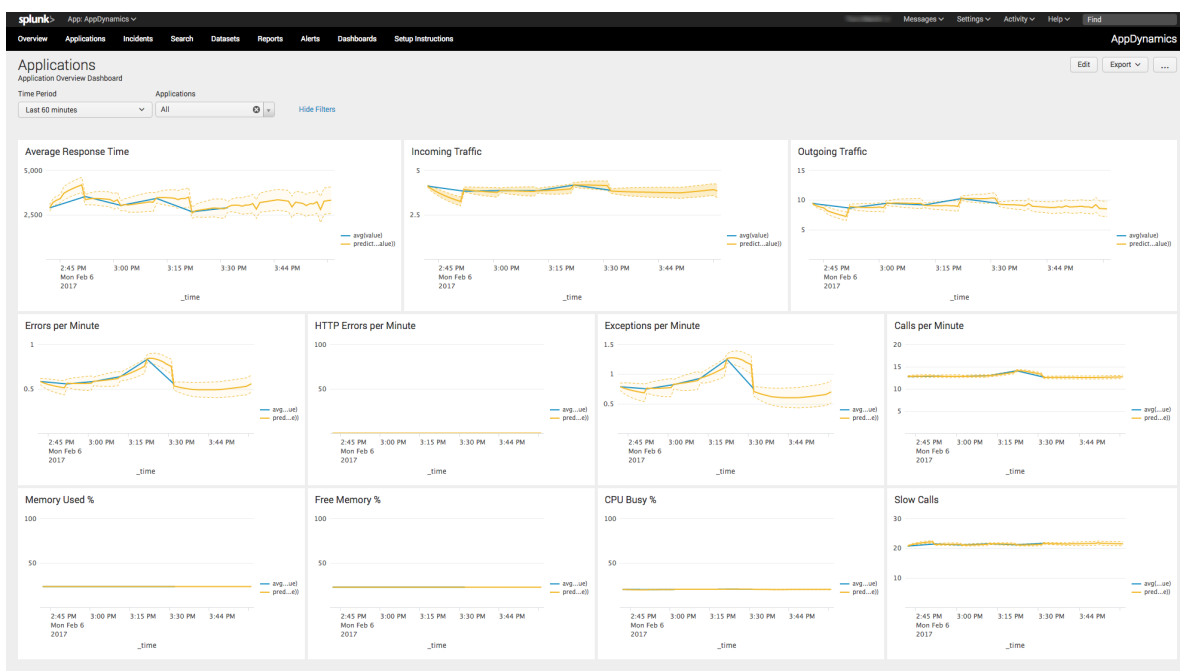 splunk> App: AppDynamics Messages Settings Activity Help Find
Overview Applications Incidents Search Datasets Reports Alerts Dashboards Setup Instructions AppDynamics
Applications Edit Export ...
Application Overview Dashboard
Time Period Applications
Last 60 minutes All Hide Filters
Average Response Time
5,000
2,500
avg(value)
predict...alue))
2:45 PM 3:00 PM 3:15 PM 3:30 PM 3:44 PM
Mon Feb 6
2017
_time
Incoming Traffic
5
2.5
avg(value)
predict...alue))
2:45 PM 3:00 PM 3:15 PM 3:30 PM 3:44 PM
Mon Feb 6
2017
_time
Outgoing Traffic
15
10
5
avg(value)
predict...alue))
2:45 PM 3:00 PM 3:15 PM 3:30 PM 3:44 PM
Mon Feb 6
2017
_time
Errors per Minute
1
0.5
avg...ue)
pred...e))
2:45 PM 3:00 PM 3:15 PM 3:30 PM 3:44 PM
Mon Feb 6
2017
_time
HTTP Errors per Minute
100
50
avg...ue)
pred...e))
2:45 PM 3:00 PM 3:15 PM 3:30 PM 3:44 PM
Mon Feb 6
2017
_time
Exceptions per Minute
1.5
1
0.5
avg...ue)
pred...e))
2:45 PM 3:00 PM 3:15 PM 3:30 PM 3:44 PM
Mon Feb 6
2017
_time
Calls per Minute
20
15
10
5
avg(...ue)
pred...e))
2:45 PM 3:00 PM 3:15 PM 3:30 PM 3:44 PM
Mon Feb 6
2017
_time
Memory Used %
100
50
avg...ue)
pred...e))
2:45 PM 3:00 PM 3:15 PM 3:30 PM 3:44 PM
Mon Feb 6
2017
_time
Free Memory %
100
50
avg...ue)
pred...e))
2:45 PM 3:00 PM 3:15 PM 3:30 PM 3:44 PM
Mon Feb 6
2017
_time
CPU Busy %
100
50
avg...ue)
pred...e))
2:45 PM 3:00 PM 3:15 PM 3:30 PM 3:44 PM
Mon Feb 6
2017
_time
Slow Calls
30
20
10
avg(...ue)
pred...e))
2:45 PM 3:00 PM 3:15 PM 3:30 PM 3:44 PM
Mon Feb 6
2017
_time